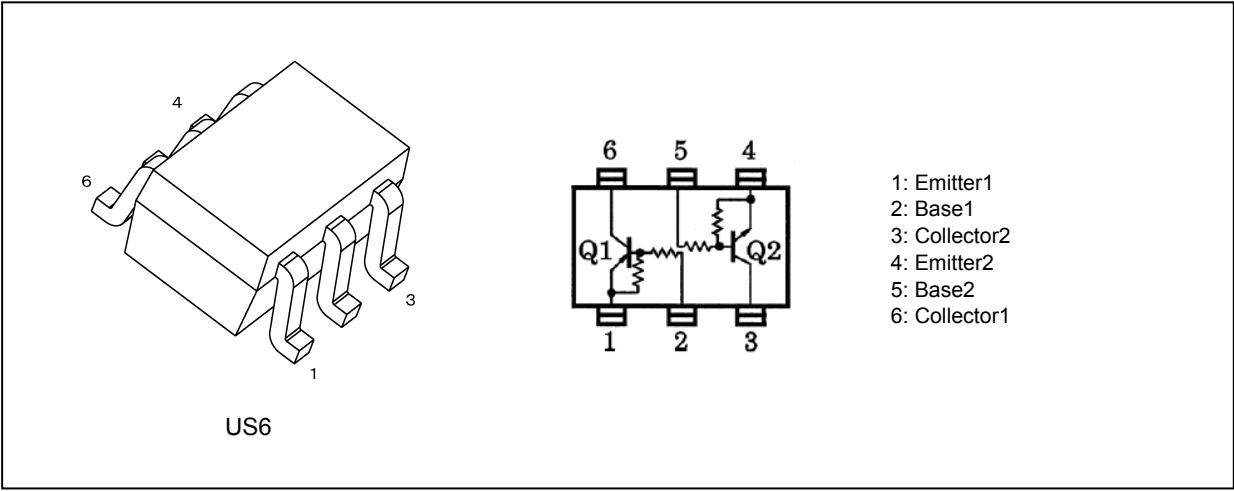 4
6
3
1
US6
6 5 4
Q1 Q2
1 2 3
1: Emitter1
2: Base1
3: Collector2
4: Emitter2
5: Base2
6: Collector1